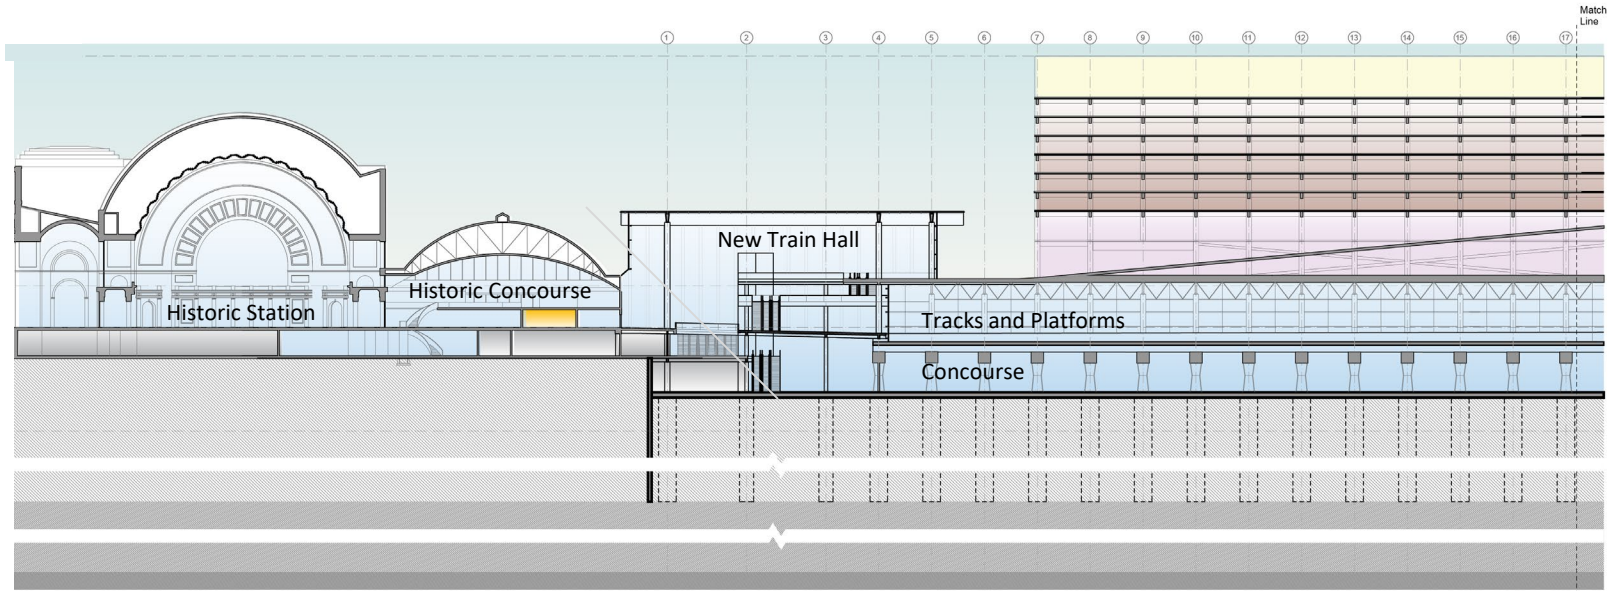 Match
Line
1 2 3 4 5 6 7 8 9 10 11 12 13 14 15 16 17
New Train Hall
Historic Concourse
Historic Station
Tracks and Platforms
Concourse